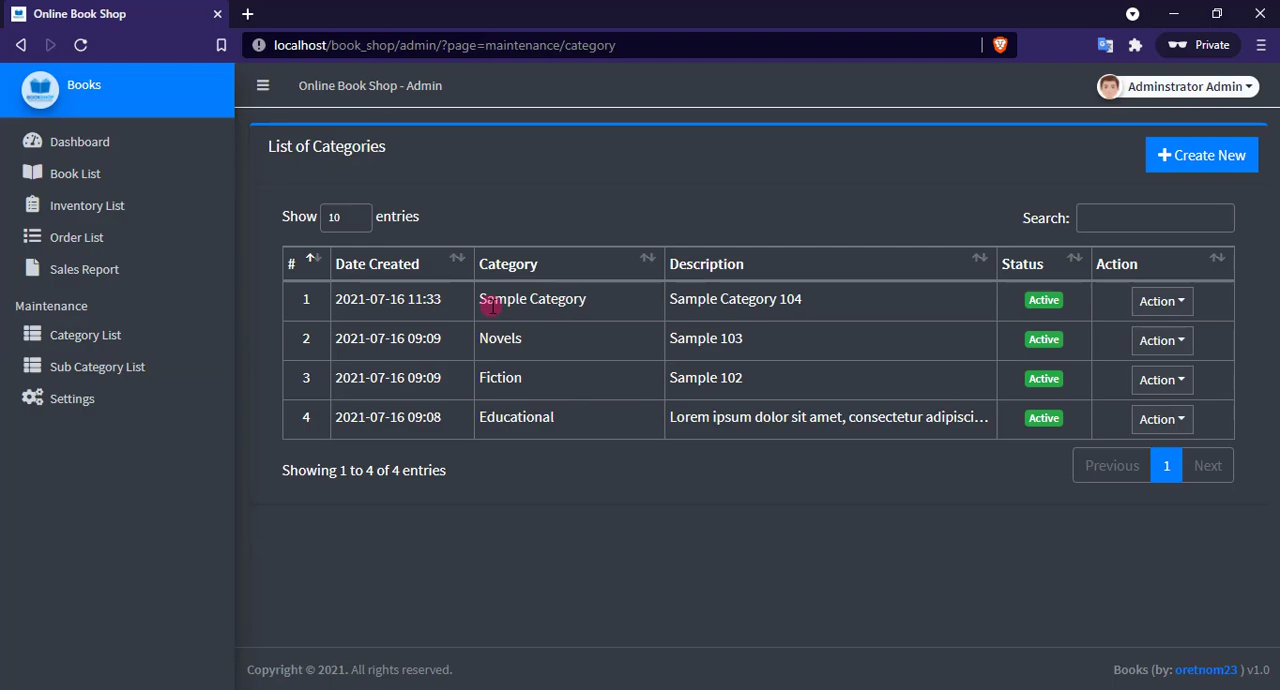 Online Book Shop
localhost/book_shop/admin/?page=maintenance/category
Private
Books
Online Book Shop - Admin
Adminstrator Admin
Dashboard
Book List
Inventory List
Order List
Sales Report
Maintenance
Category List
Sub Category List
Settings
List of Categories
Create New
Show 10 entries
Search:
# Date Created Category Description Status Action
1 2021-07-16 11:33 Sample Category Sample Category 104 Active Action
2 2021-07-16 09:09 Novels Sample 103 Active Action
3 2021-07-16 09:09 Fiction Sample 102 Active Action
4 2021-07-16 09:08 Educational Lorem ipsum dolor sit amet, consectetur adipisci... Active Action
Showing 1 to 4 of 4 entries
Previous 1 Next
Copyright © 2021. All rights reserved.
Books (by: oretnom23 ) v1.0